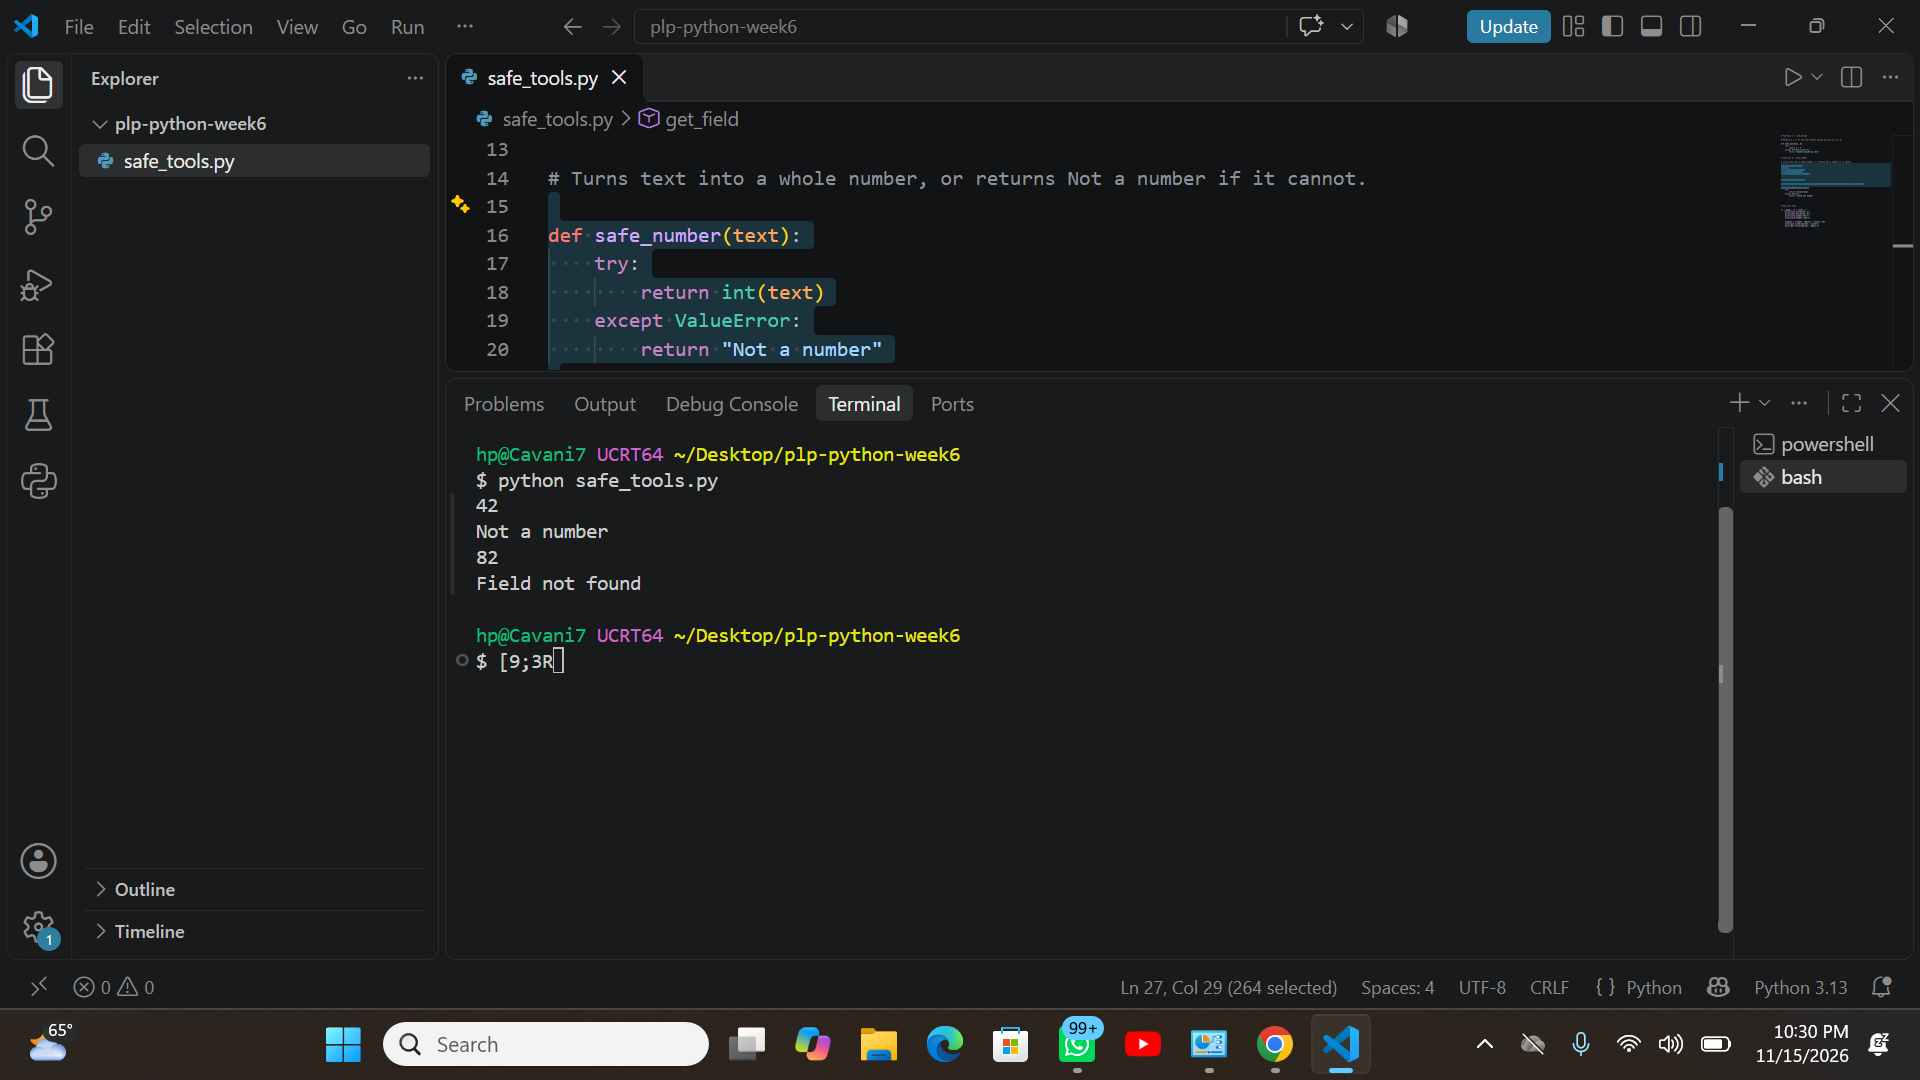 File Edit Selection View Go Run ···
plp-python-week6
Update
Explorer
plp-python-week6
safe_tools.py
Outline
Timeline
1
safe_tools.py
safe_tools.py > get_field
13
14 # Turns text into a whole number, or returns Not a number if it cannot.
15
16 def safe_number(text):
17 try:
18 return int(text)
19 except ValueError:
20 return "Not a number"
Problems Output Debug Console Terminal Ports
hp@Cavani7 UCRT64 ~/Desktop/plp-python-week6
$ python safe_tools.py
42
Not a number
82
Field not found
hp@Cavani7 UCRT64 ~/Desktop/plp-python-week6
$ [9;3R
powershell
bash
0 0
Ln 27, Col 29 (264 selected) Spaces: 4 UTF-8 CRLF {} Python Python 3.13
65°
Search
99+
10:30 PM
11/15/2026